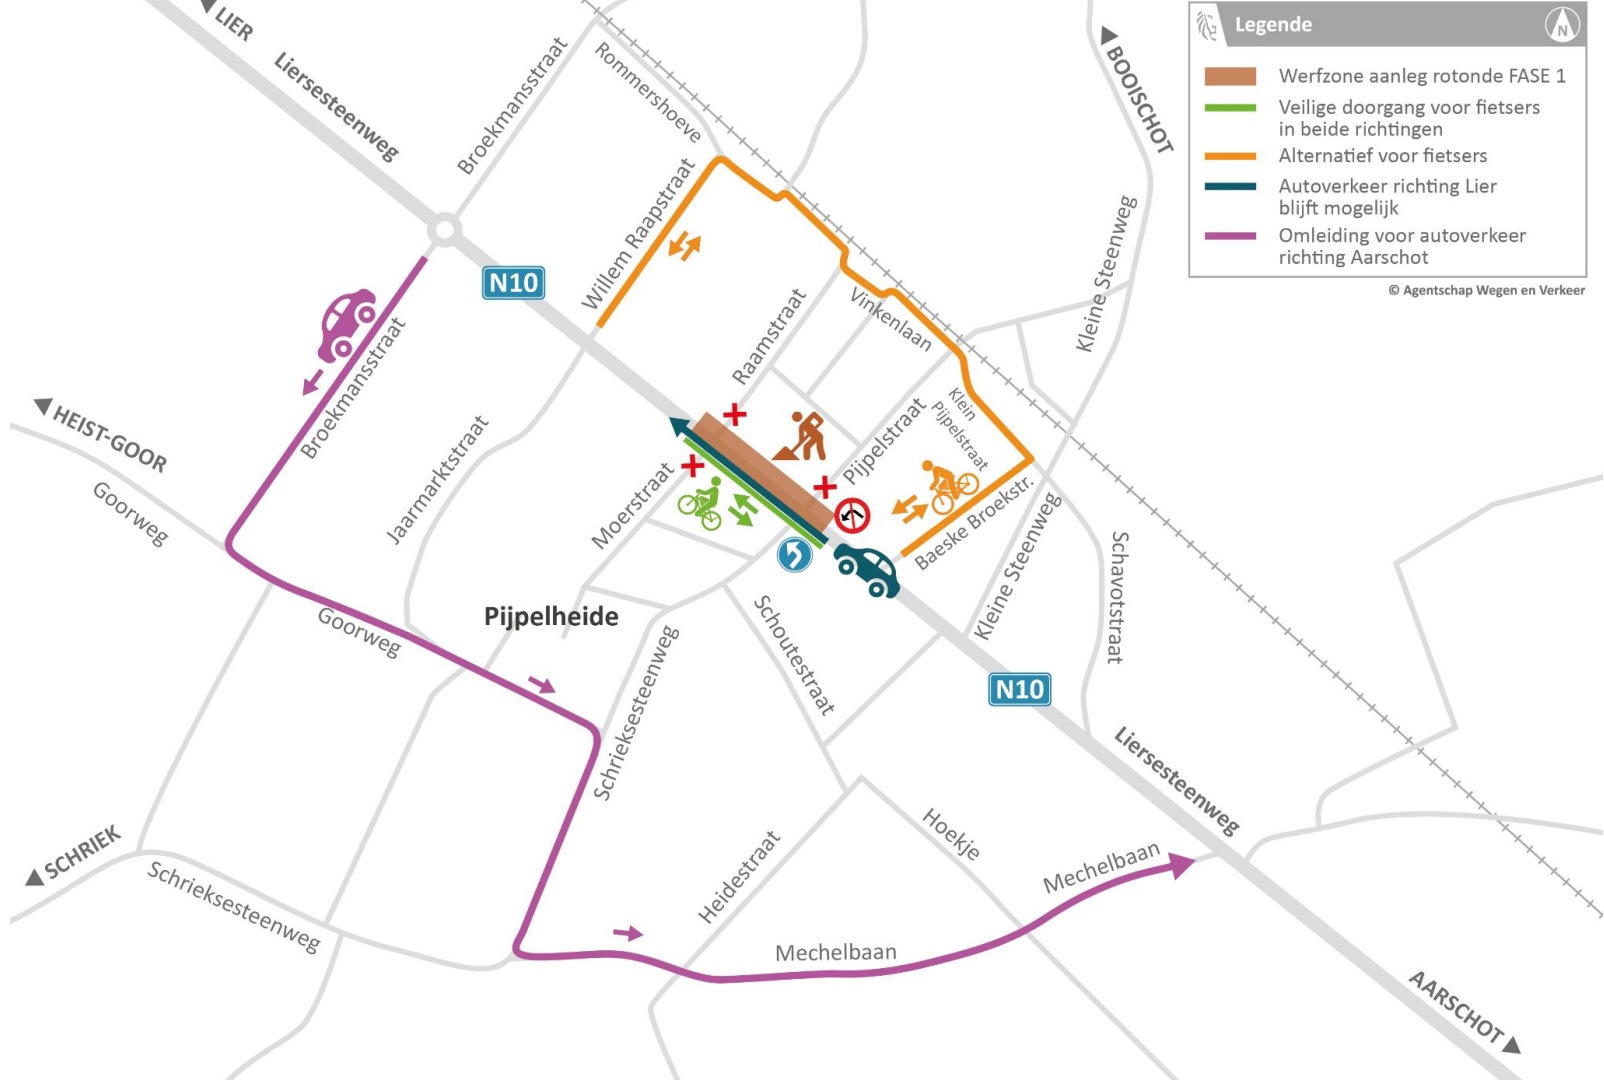 LIER
Liersesteenweg
Broekmansstraat
Rommershoeve
BOOISCHOT
Legende
N
Werfzone aanleg rotonde FASE 1
Veilige doorgang voor fietsers
in beide richtingen
Alternatief voor fietsers
Autoverkeer richting Lier
blijft mogelijk
Omleiding voor autoverkeer
richting Aarschot
© Agentschap Wegen en Verkeer
Willem Raapstraat
Kleine Steenweg
N10
Vinkenlaan
Raamstraat
Broekmansstraat
HEIST-GOOR
Goorweg
Jaarmarktstraat
Klein
Pijpelstraat
Pijpelstraat
Moerstraat
Baeske Broekstr.
Kleine Steenweg
Schavotstraat
Pijpelheide
Goorweg
Schoutestraat
Schrieksesteenweg
N10
Liersesteenweg
SCHRIEK
Schrieksesteenweg
Heidestraat
Hoekje
Mechelbaan
Mechelbaan
AARSCHOT